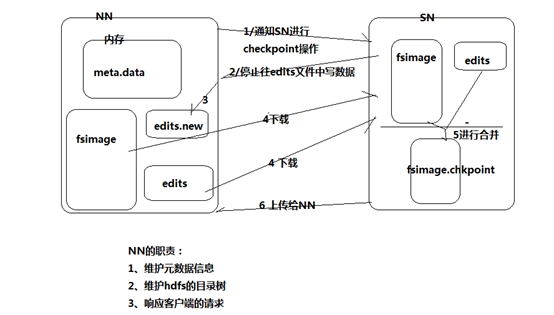 NN
SN
内存
meta.data
1/通知SN进行
checkpoint操作
2/停止往edits文件中写数据
3
fsimage
edits.new
edits
4下载
4 下载
fsimage
edits
5进行合并
fsimage.chkpoint
6 上传给NN
NN的职责：
1、维护元数据信息
2、维护hdfs的目录树
3、响应客户端的请求